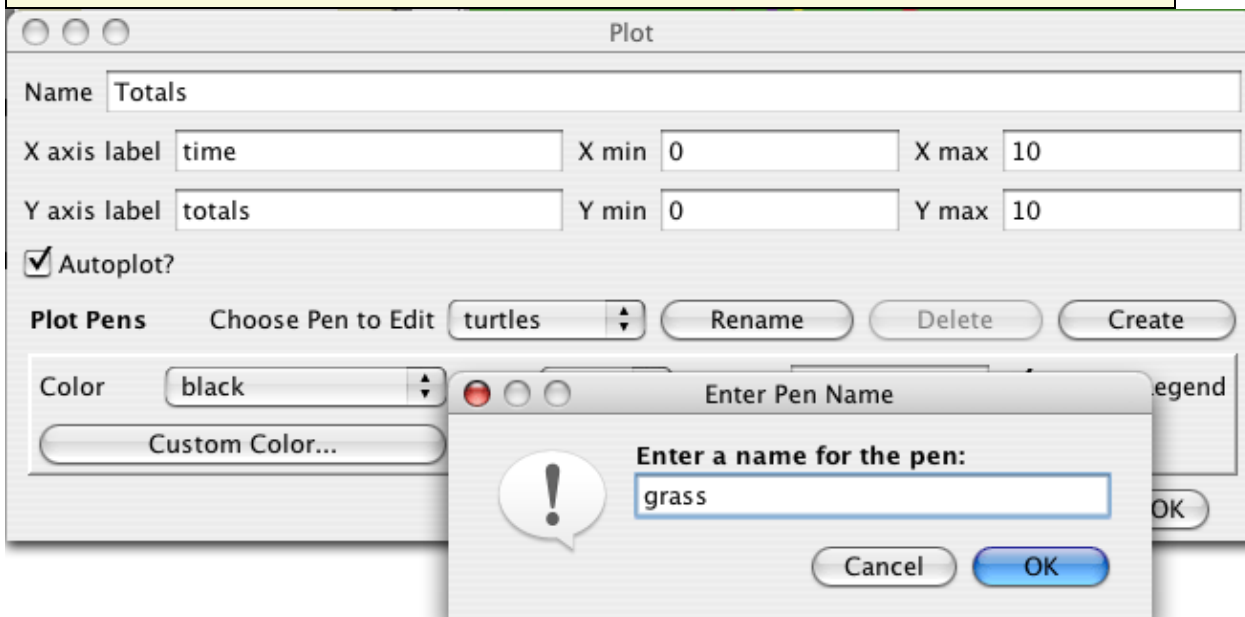 Plot
Name Totals
X axis label time X min 0 X max 10
Y axis label totals Y min 0 Y max 10
Autoplot?
Plot Pens Choose Pen to Edit turtles Rename Delete Create
Color black egend
Custom Color...
OK
Enter Pen Name
Enter a name for the pen:
grass
Cancel OK